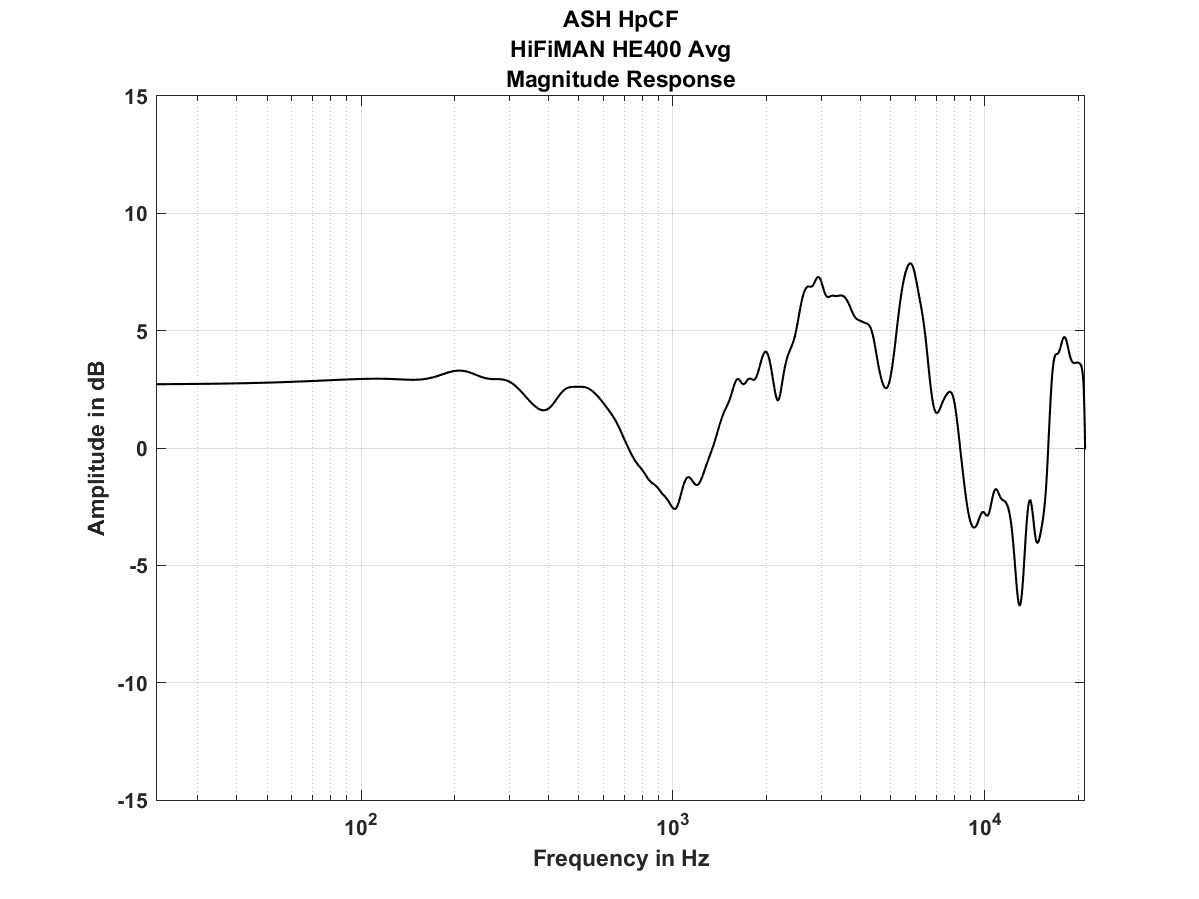 ASH HpCF
HiFiMAN HE400 Avg
Magnitude Response
15
10
5
0
-5
-10
-15
Amplitude in dB
10²
10³
10⁴
Frequency in Hz